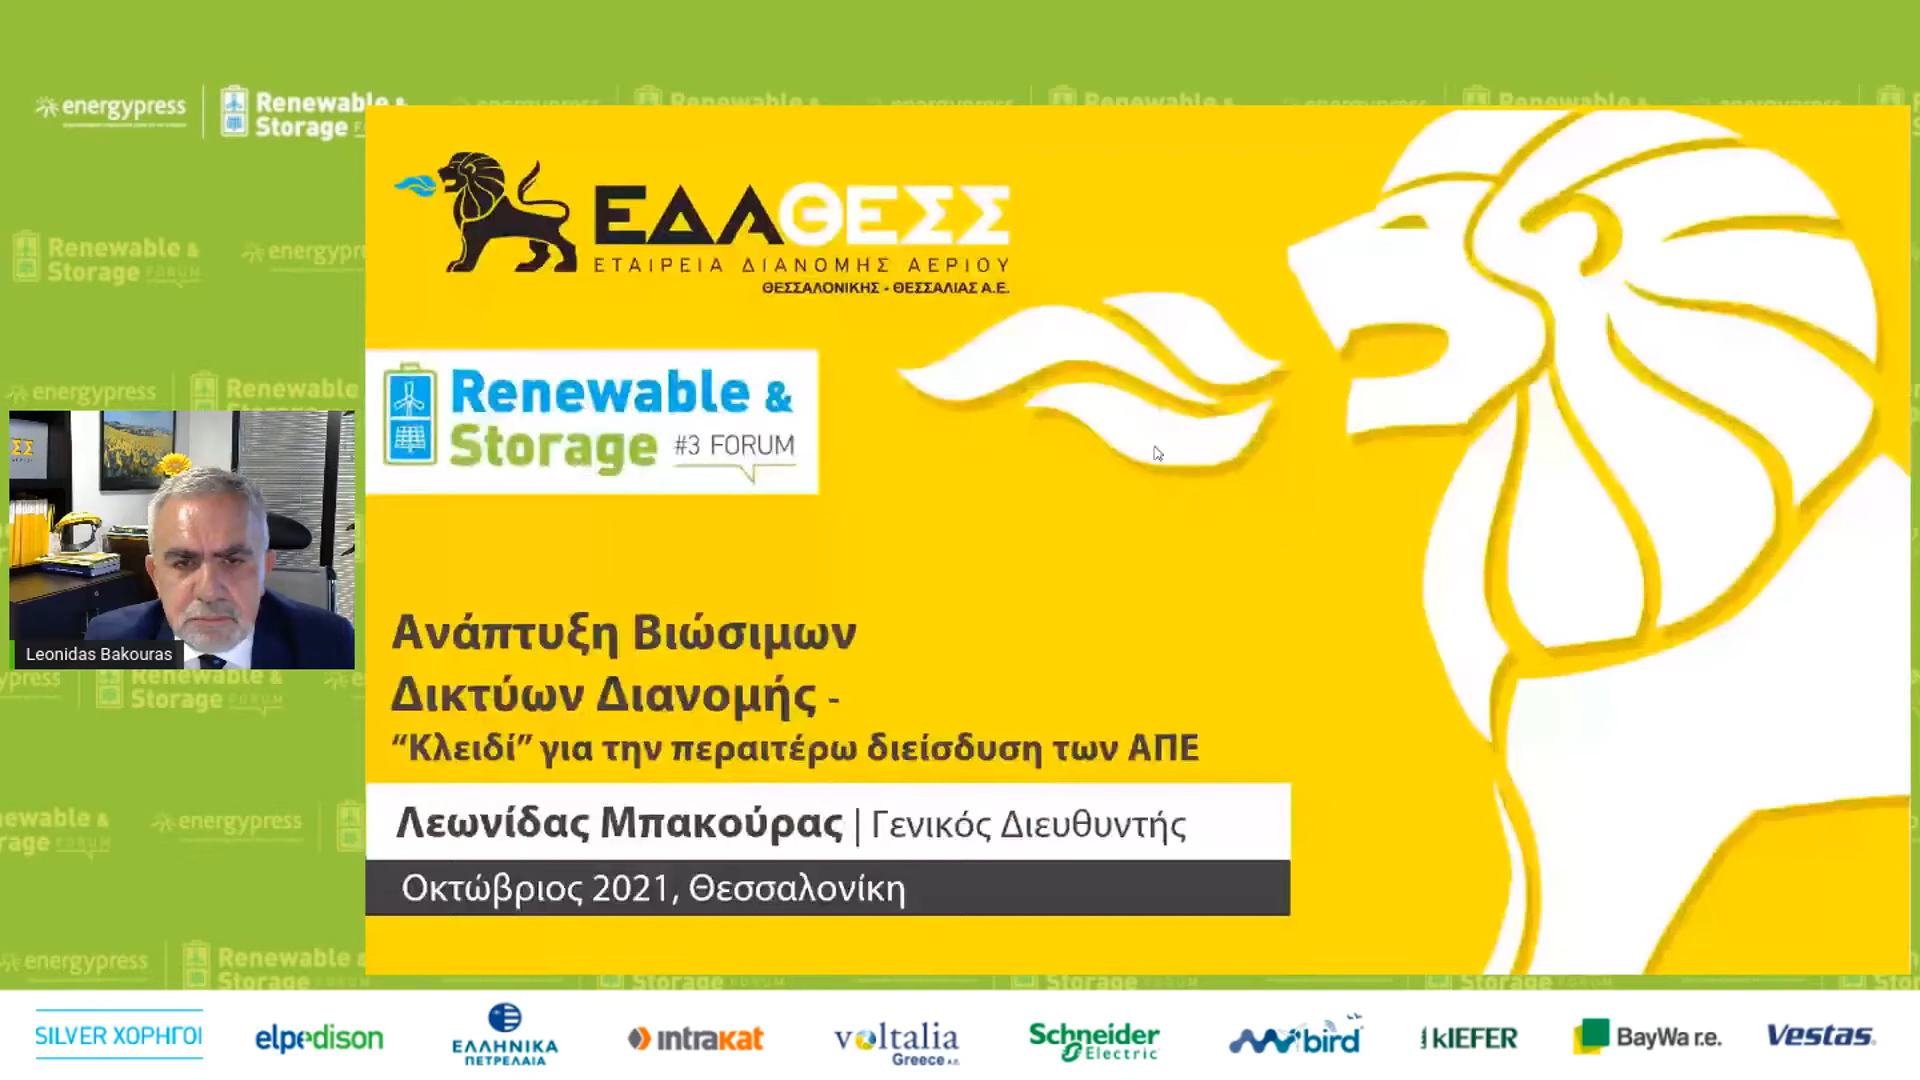 energypress
Renewable &
Storage
ΕΔΑΘΕΣΣ
ΕΤΑΙΡΕΙΑ ΔΙΑΝΟΜΗΣ ΑΕΡΙΟΥ
ΘΕΣΣΑΛΟΝΙΚΗΣ - ΘΕΣΣΑΛΙΑΣ Α.Ε.
Renewable &
Storage #3 FORUM
Leonidas Bakouras
Ανάπτυξη Βιώσιμων
Δικτύων Διανομής -
“Κλειδί” για την περαιτέρω διείσδυση των ΑΠΕ
Λεωνίδας Μπακούρας | Γενικός Διευθυντής
Οκτώβριος 2021, Θεσσαλονίκη
SILVER ΧΟΡΗΓΟΙ
elpedison
ΕΛΛΗΝΙΚΑ
ΠΕΤΡΕΛΑΙΑ
intrakat
voltalia
Greece A.E.
Schneider
Electric
bird
kIEFER
BayWa r.e.
Vestas